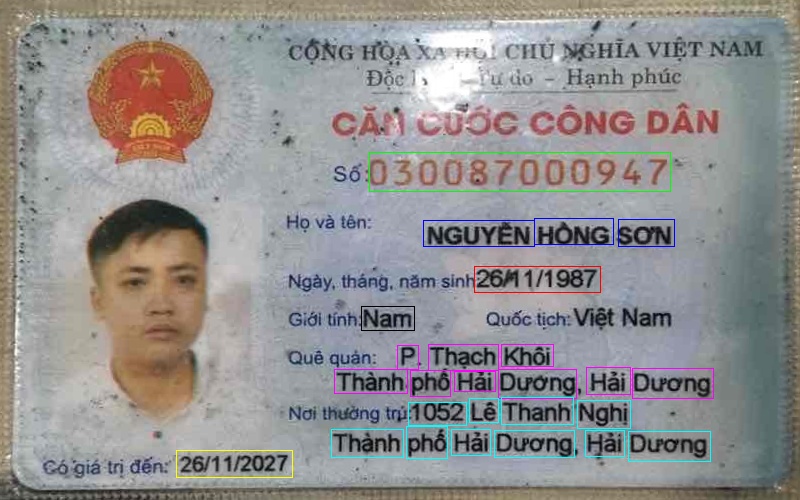 CỘNG HÒA XÃ HỘI CHỦ NGHĨA VIỆT NAM
Độc - Tự do - Hạnh phúc
CĂN CƯỚC CÔNG DÂN
Số: 030087000947
Họ và tên: NGUYỄN HỒNG SƠN
Ngày, tháng, năm sinh 26/11/1987
Giới tính: Nam Quốc tịch: Việt Nam
Quê quán: P. Thạch Khôi
Thành phố Hải Dương, Hải Dương
Nơi thường trú: 1052 Lê Thanh Nghị
Thành phố Hải Dương, Hải Dương
Có giá trị đến: 26/11/2027